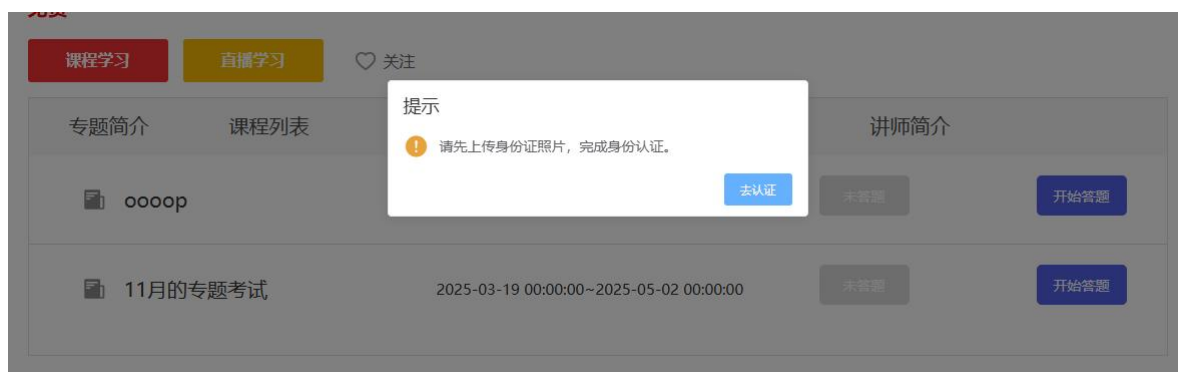 课程学习 直播学习 关注
专题简介 课程列表 讲师简介
提示
请先上传身份证照片，完成身份认证。
去认证
oooop 未答题 开始答题
11月的专题考试 2025-03-19 00:00:00~2025-05-02 00:00:00 未答题 开始答题